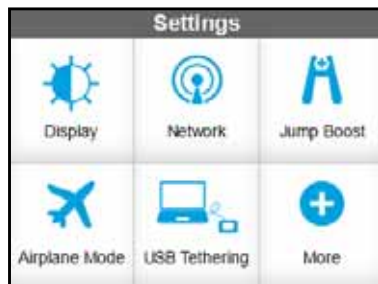 Settings
Display
Network
Jump Boost
Airplane Mode
USB Tethering
More